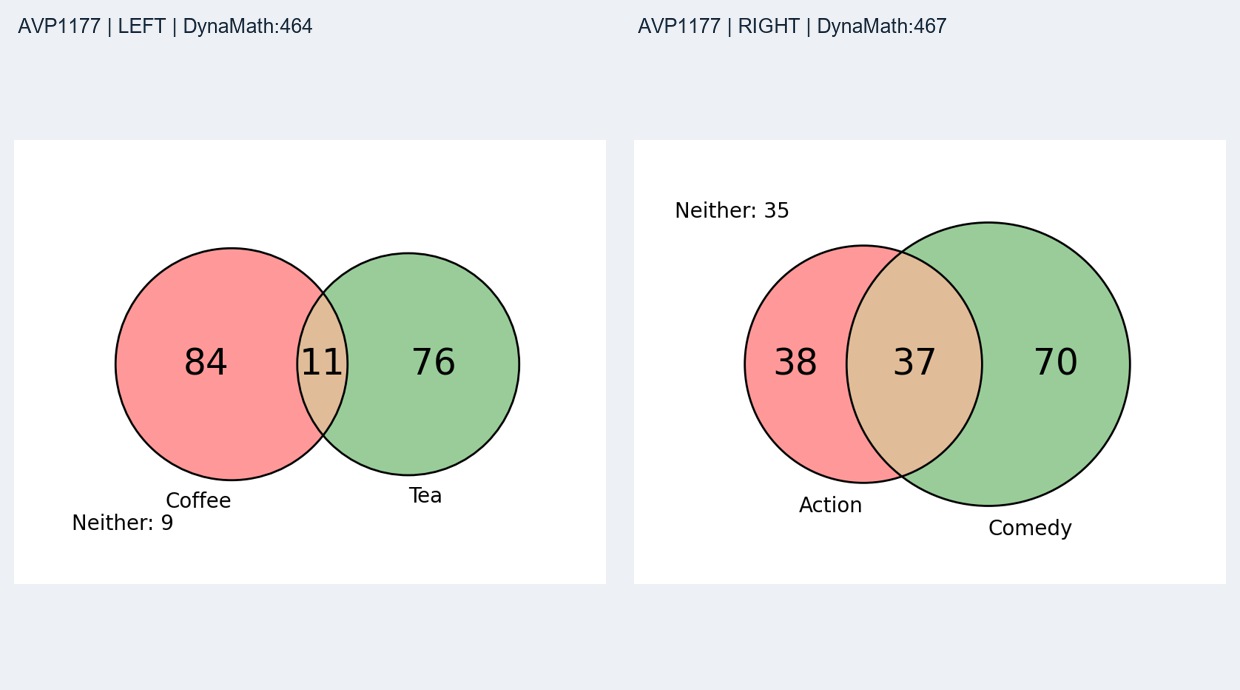 AVP1177 | LEFT | DynaMath:464
84
11
76
Coffee
Tea
Neither: 9
AVP1177 | RIGHT | DynaMath:467
Neither: 35
38
37
70
Action
Comedy